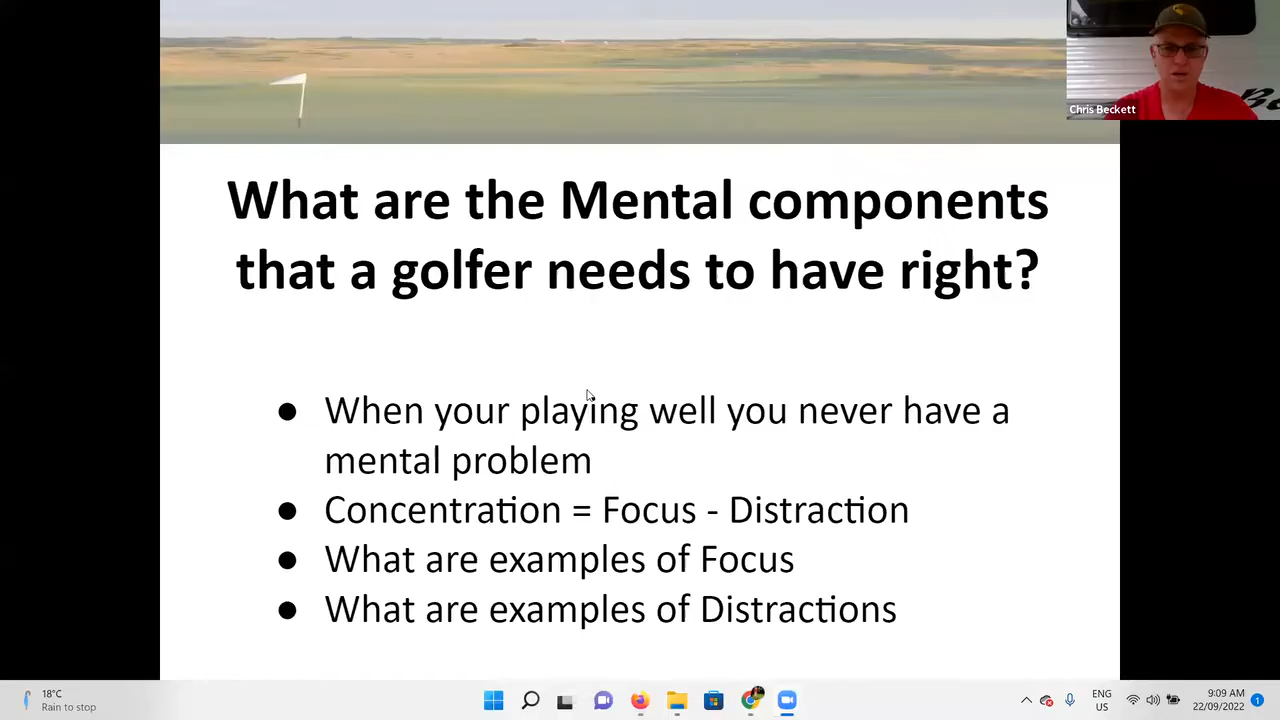 Chris Beckett
What are the Mental components
that a golfer needs to have right?
● When your playing well you never have a
mental problem
● Concentration = Focus - Distraction
● What are examples of Focus
● What are examples of Distractions
18°C
Rain to stop
ENG
US
9:09 AM
22/09/2022
1